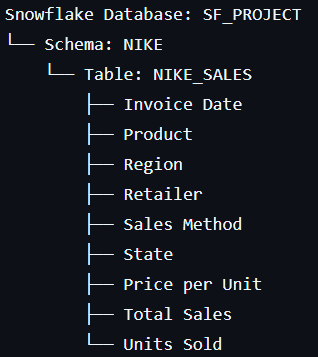 Snowflake Database: SF_PROJECT
└── Schema: NIKE
    └── Table: NIKE_SALES
        ├── Invoice Date
        ├── Product
        ├── Region
        ├── Retailer
        ├── Sales Method
        ├── State
        ├── Price per Unit
        ├── Total Sales
        └── Units Sold